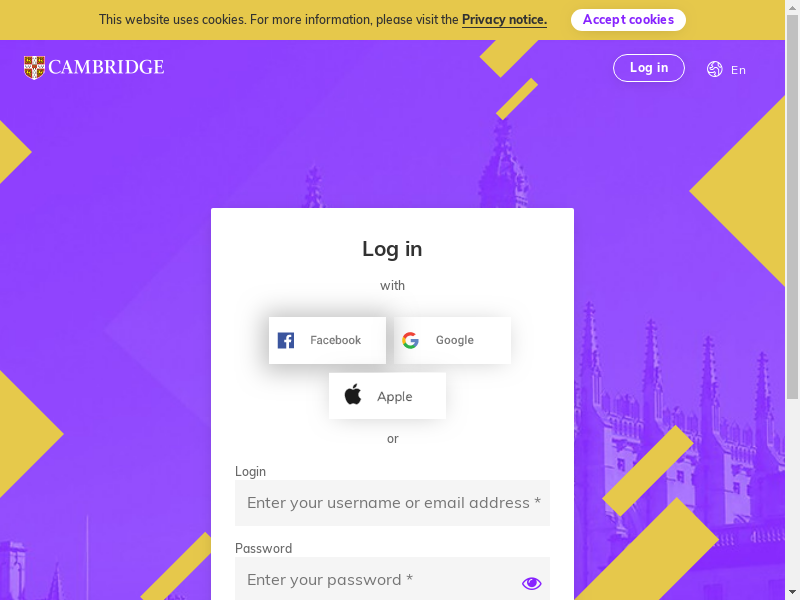 This website uses cookies. For more information, please visit the Privacy notice.
Accept cookies
CAMBRIDGE
Log in
En
Log in
with
Facebook
Google
Apple
or
Login
Enter your username or email address *
Password
Enter your password *